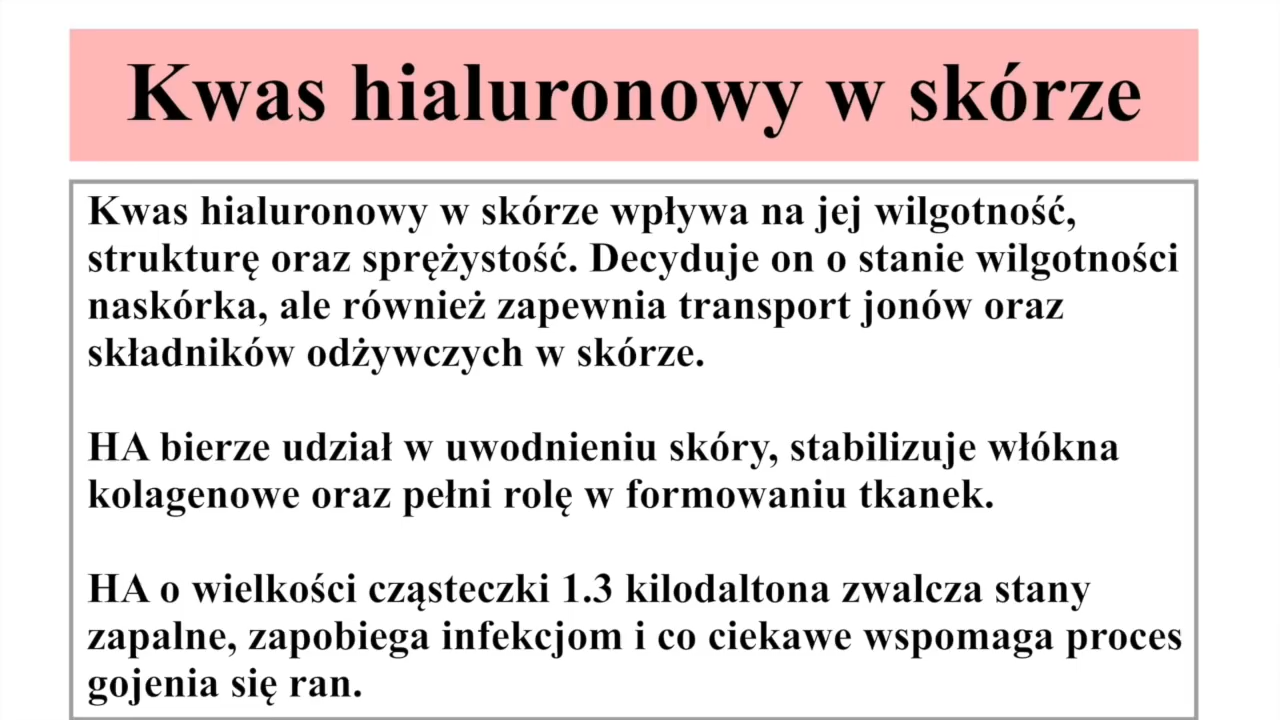 Kwas hialuronowy w skórze
Kwas hialuronowy w skórze wpływa na jej wilgotność,
strukturę oraz sprężystość. Decyduje on o stanie wilgotności
naskórka, ale również zapewnia transport jonów oraz
składników odżywczych w skórze.
HA bierze udział w uwodnieniu skóry, stabilizuje włókna
kolagenowe oraz pełni rolę w formowaniu tkanek.
HA o wielkości cząsteczki 1.3 kilodaltona zwalcza stany
zapalne, zapobiega infekcjom i co ciekawe wspomaga proces
gojenia się ran.